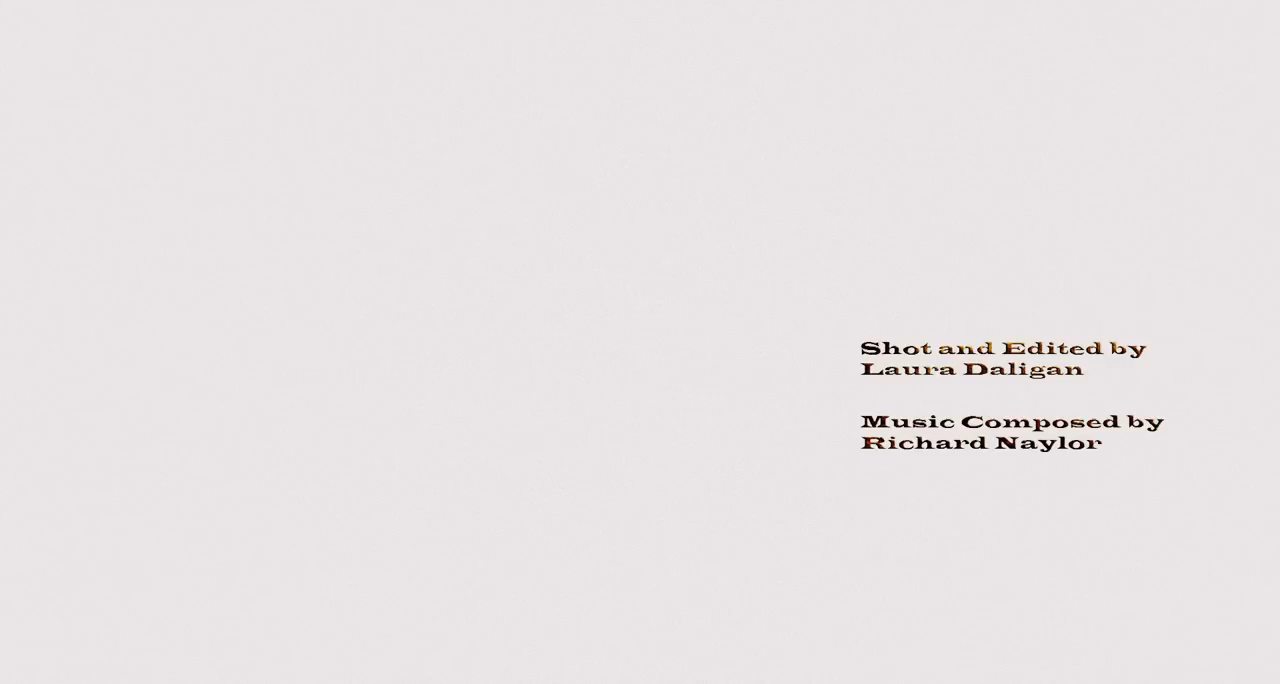 Shot and Edited by
Laura Daligan
Music Composed by
Richard Naylor